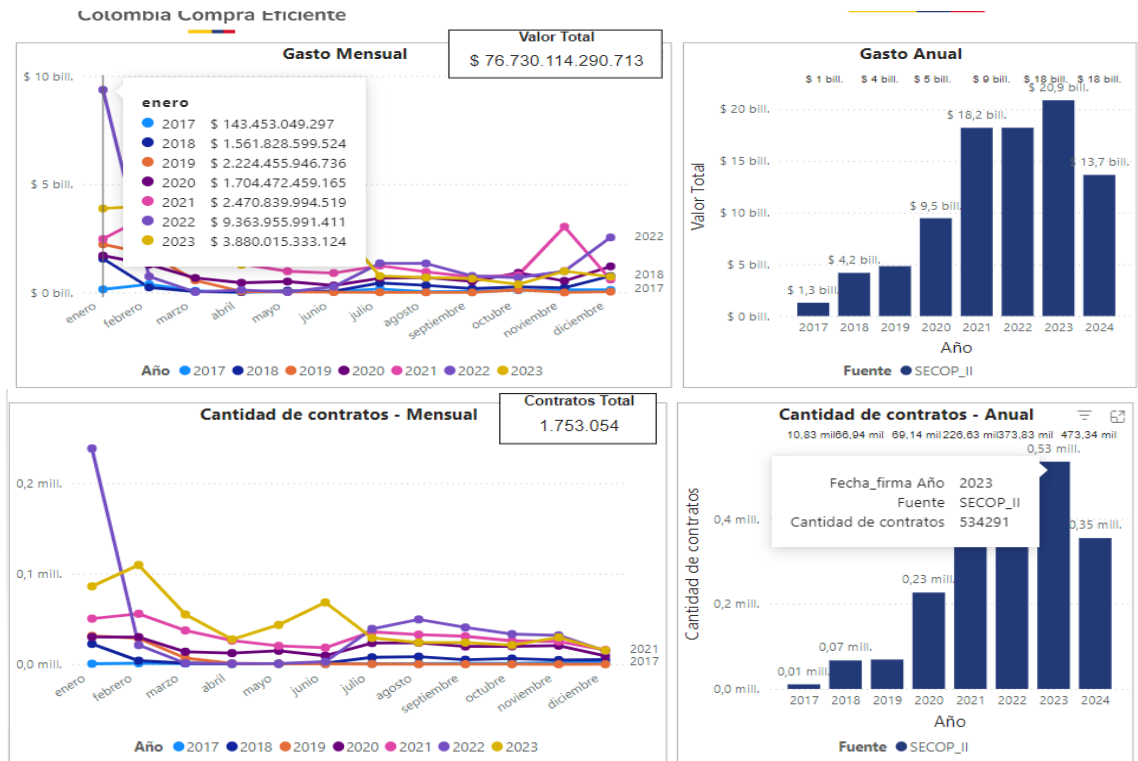 Colombia Compra Eficiente
Gasto Mensual
Valor Total
$ 76.730.114.290.713
$ 10 bill.
$ 5 bill.
$ 0 bill.
enero
2017 $ 143.453.049.297
2018 $ 1.561.828.599.524
2019 $ 2.224.455.946.736
2020 $ 1.704.472.459.165
2021 $ 2.470.839.994.519
2022 $ 9.363.955.991.411
2023 $ 3.880.015.333.124
2022
2018
2017
enero febrero marzo abril mayo junio julio agosto septiembre octubre noviembre diciembre
Año 2017 2018 2019 2020 2021 2022 2023
Gasto Anual
$ 1 bill. $ 4 bill. $ 5 bill. $ 9 bill. $ 18 bill. $ 18 bill.
$ 20,9 bill.
$ 20 bill.
$ 18,2 bill.
$ 15 bill.
$ 13,7 bill.
$ 10 bill.
$ 9,5 bill.
$ 5 bill.
$ 4,2 bill.
$ 1,3 bill.
$ 0 bill.
Valor Total
2017 2018 2019 2020 2021 2022 2023 2024
Año
Fuente SECOP_II
Cantidad de contratos - Mensual
Contratos Total
1.753.054
0,2 mill.
0,1 mill.
0,0 mill.
2021
2017
enero febrero marzo abril mayo junio julio agosto septiembre octubre noviembre diciembre
Año 2017 2018 2019 2020 2021 2022 2023
Cantidad de contratos - Anual
10,83 mil 66,94 mil 69,14 mil 226,63 mil 373,83 mil 473,34 mil
0,53 mill.
Fecha_firma Año 2023
Fuente SECOP_II
Cantidad de contratos 534291
0,4 mill.
0,35 mill.
0,23 mill.
0,2 mill.
0,07 mill.
0,01 mill.
0,0 mill.
Cantidad de contratos
2017 2018 2019 2020 2021 2022 2023 2024
Año
Fuente SECOP_II